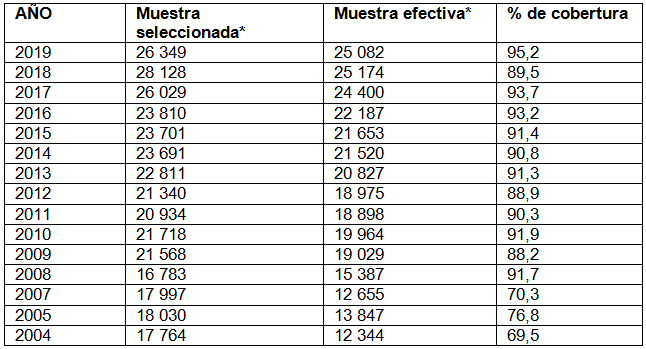 AÑO Muestra seleccionada* Muestra efectiva* % de cobertura
2019 26 349 25 082 95,2
2018 28 128 25 174 89,5
2017 26 029 24 400 93,7
2016 23 810 22 187 93,2
2015 23 701 21 653 91,4
2014 23 691 21 520 90,8
2013 22 811 20 827 91,3
2012 21 340 18 975 88,9
2011 20 934 18 898 90,3
2010 21 718 19 964 91,9
2009 21 568 19 029 88,2
2008 16 783 15 387 91,7
2007 17 997 12 655 70,3
2005 18 030 13 847 76,8
2004 17 764 12 344 69,5